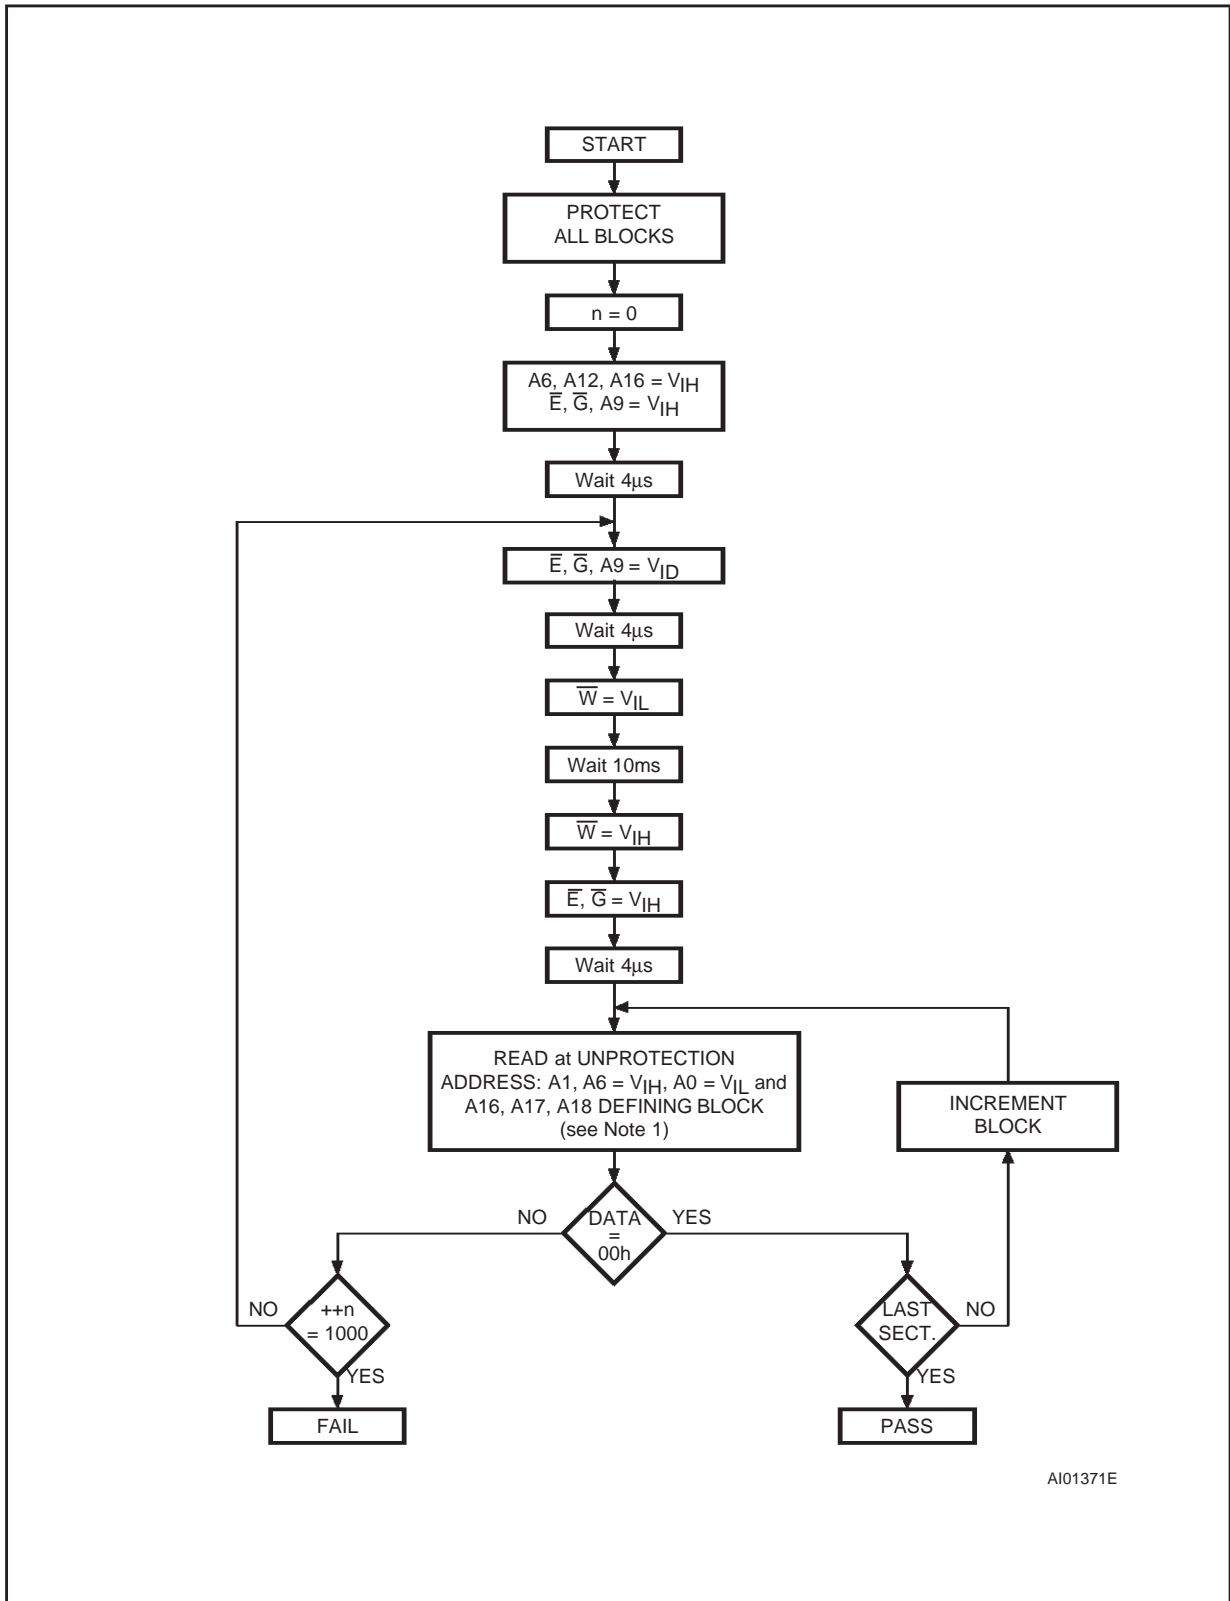 START
PROTECT
ALL BLOCKS
n = 0
A6, A12, A16 = VIH
E̅, G̅, A9 = VIH
Wait 4µs
E̅, G̅, A9 = VID
Wait 4µs
W̅ = VIL
Wait 10ms
W̅ = VIH
E̅, G̅ = VIH
Wait 4µs
READ at UNPROTECTION
ADDRESS: A1, A6 = VIH, A0 = VIL and
A16, A17, A18 DEFINING BLOCK
(see Note 1)
INCREMENT
BLOCK
NO
DATA
=
00h
YES
NO
++n
= 1000
YES
FAIL
LAST
SECT.
NO
YES
PASS
AI01371E